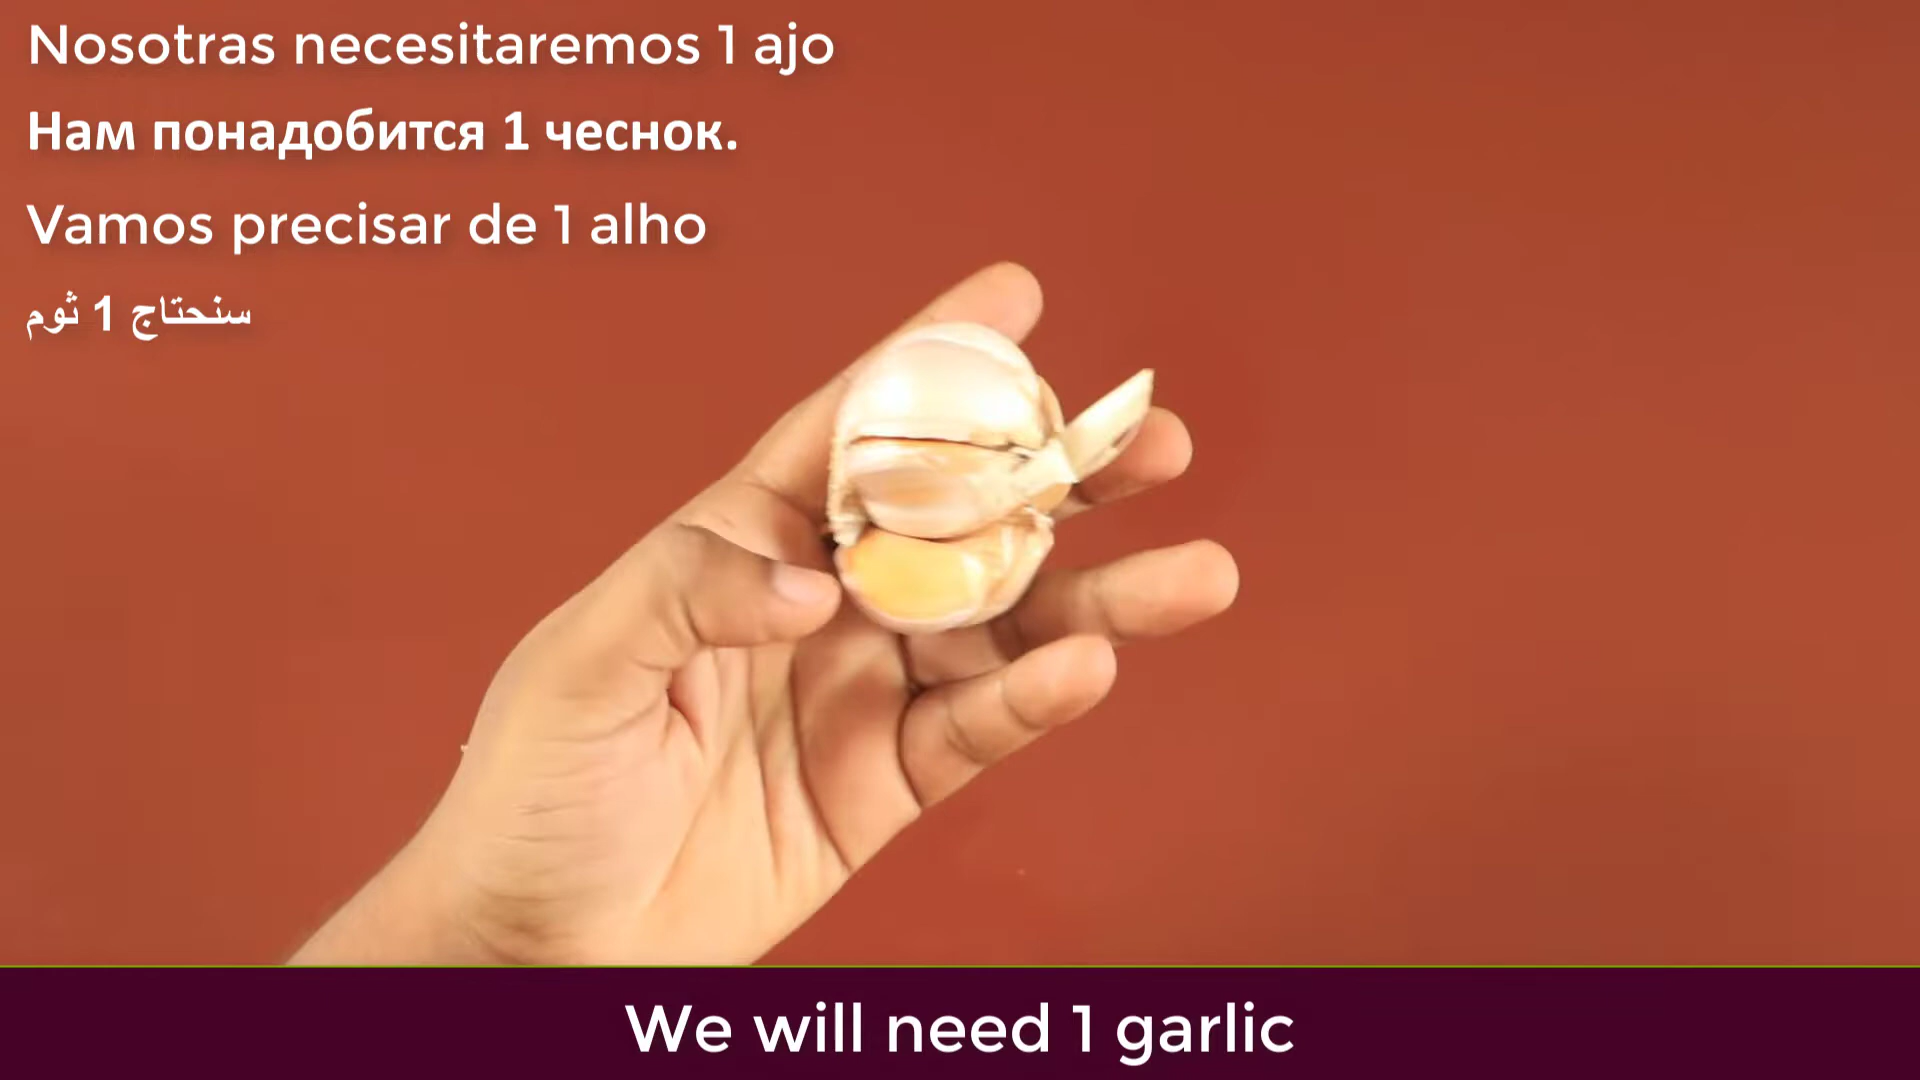 Nosotras necesitaremos 1 ajo
Нам понадобится 1 чеснок.
Vamos precisar de 1 alho
سنحتاج 1 ثوم
We will need 1 garlic